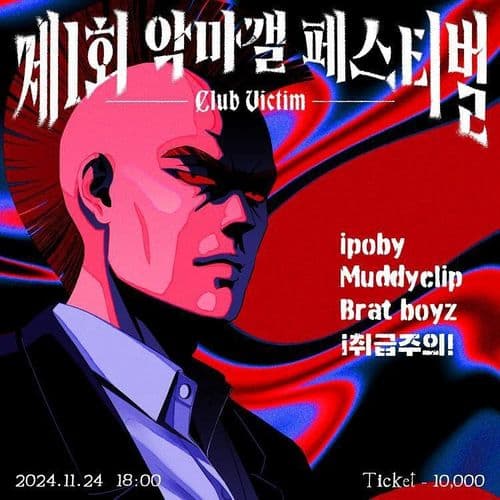 제1회 악마갤 페스티벌
Club Victim
ipoby
Muddyclip
Brat boyz
¡취급주의!
2024.11.24 18:00
Ticket - 10,000